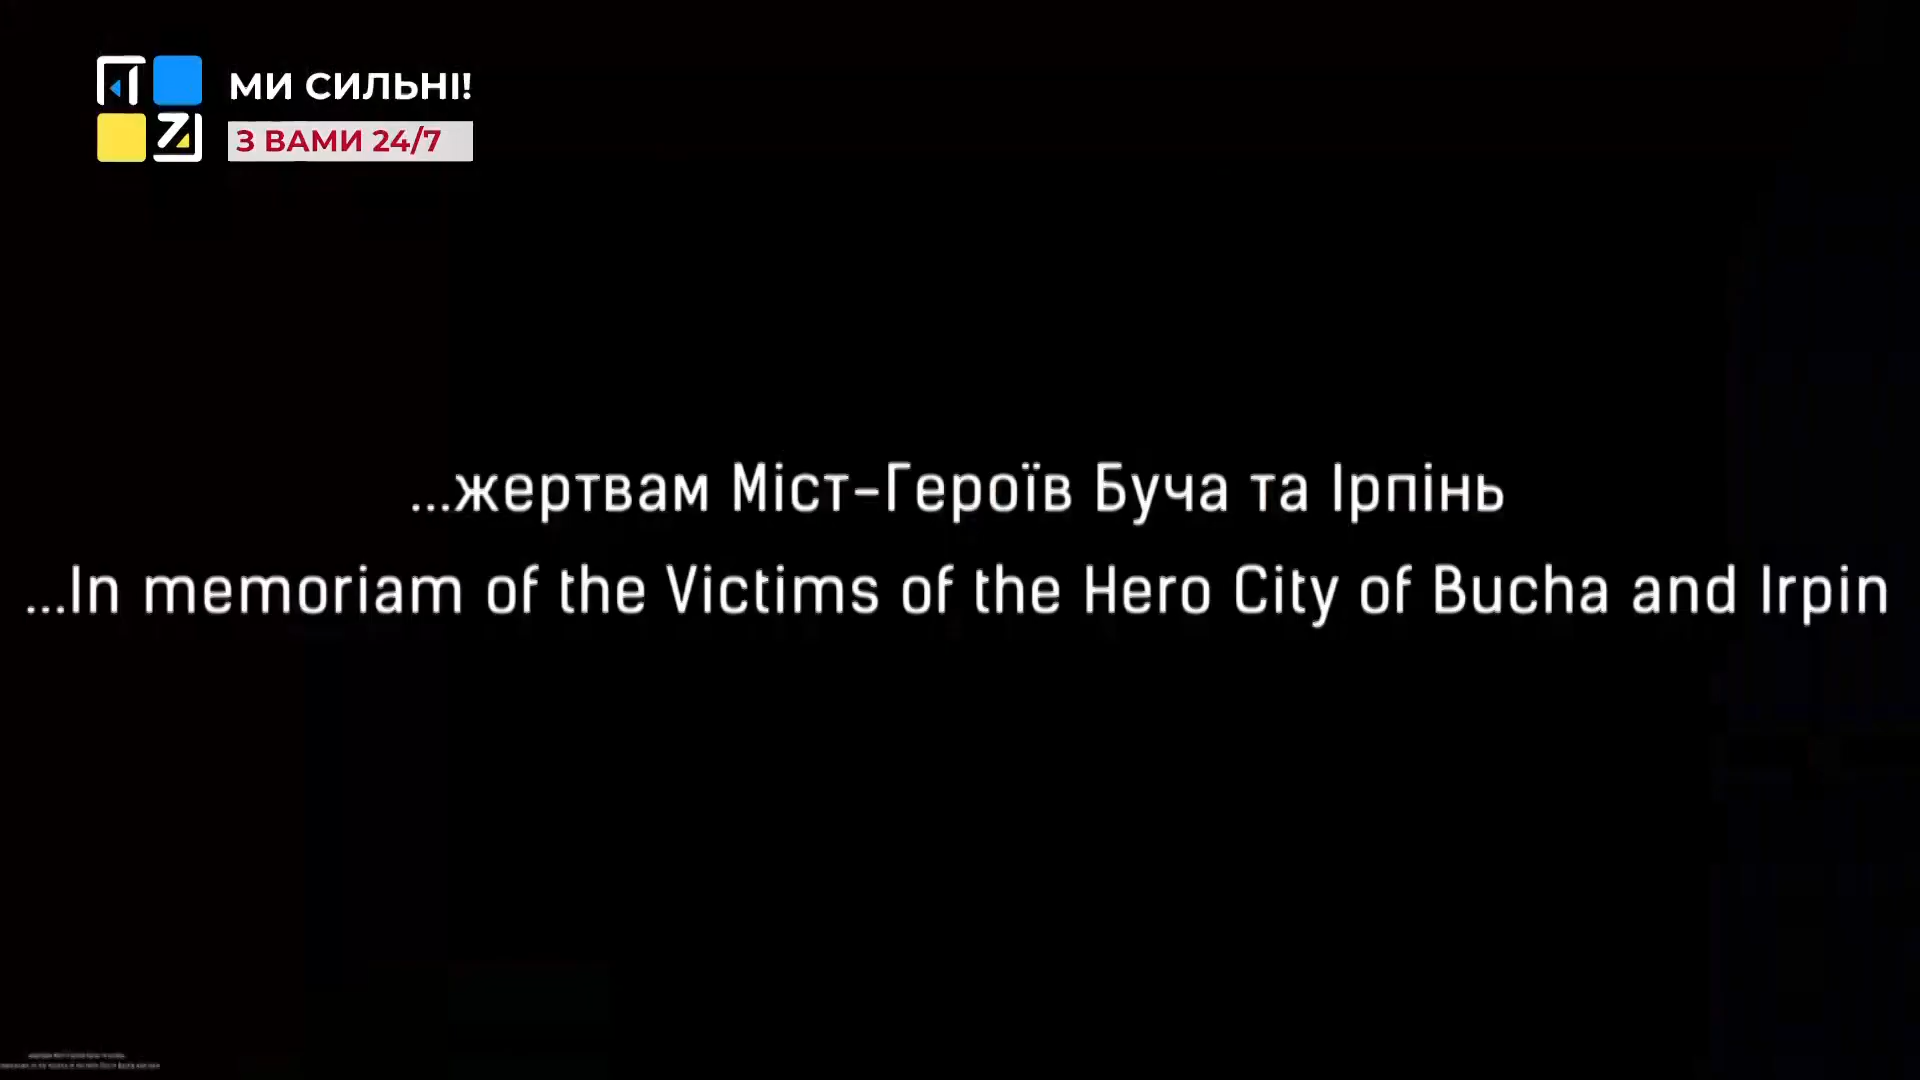 МИ СИЛЬНІ!
З ВАМИ 24/7
...жертвам Міст-Героїв Буча та Ірпінь
...In memoriam of the Victims of the Hero City of Bucha and Irpin